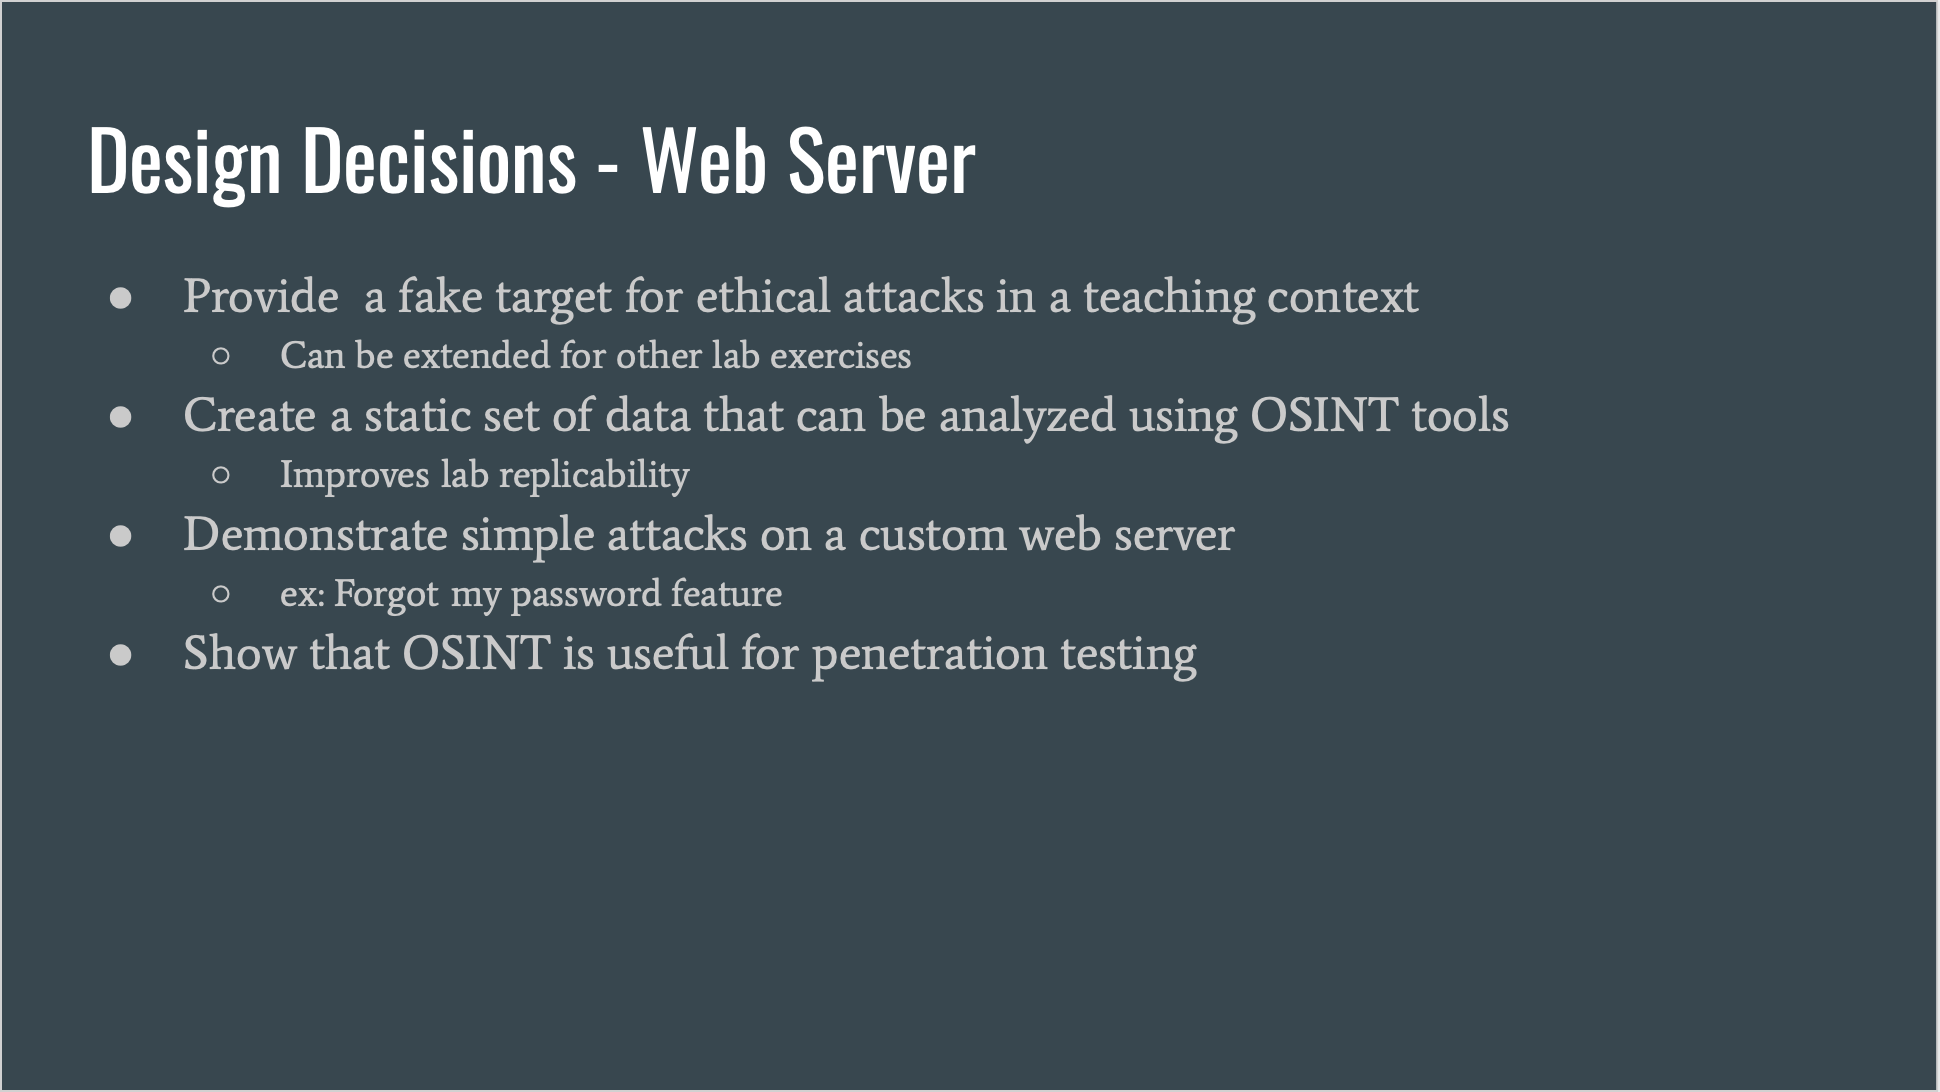 Design Decisions - Web Server
● Provide  a fake target for ethical attacks in a teaching context
○ Can be extended for other lab exercises
● Create a static set of data that can be analyzed using OSINT tools
○ Improves lab replicability
● Demonstrate simple attacks on a custom web server
○ ex: Forgot my password feature
● Show that OSINT is useful for penetration testing